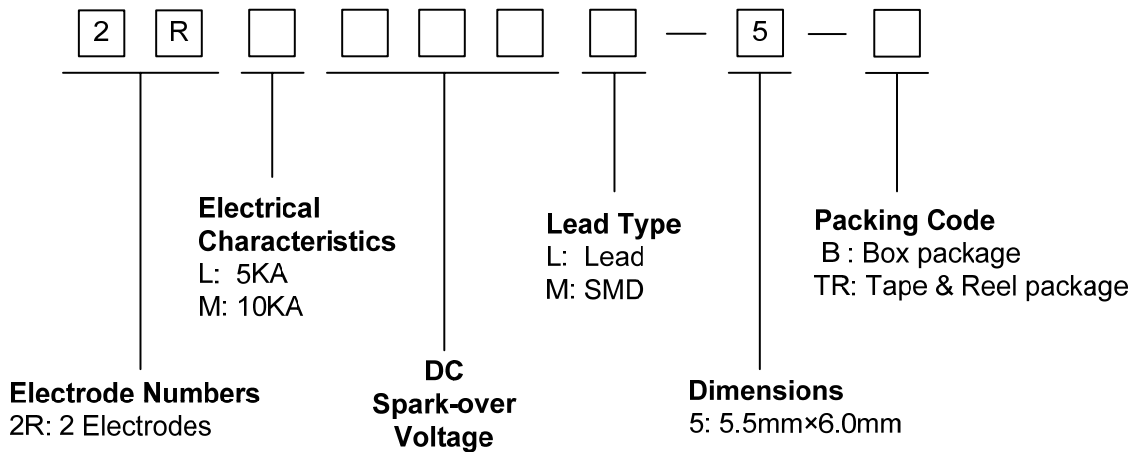 2 R — 5 —
Electrical
Characteristics
L: 5KA
M: 10KA
Lead Type
L: Lead
M: SMD
Packing Code
B : Box package
TR: Tape & Reel package
Electrode Numbers
2R: 2 Electrodes
DC
Spark-over
Voltage
Dimensions
5: 5.5mm×6.0mm